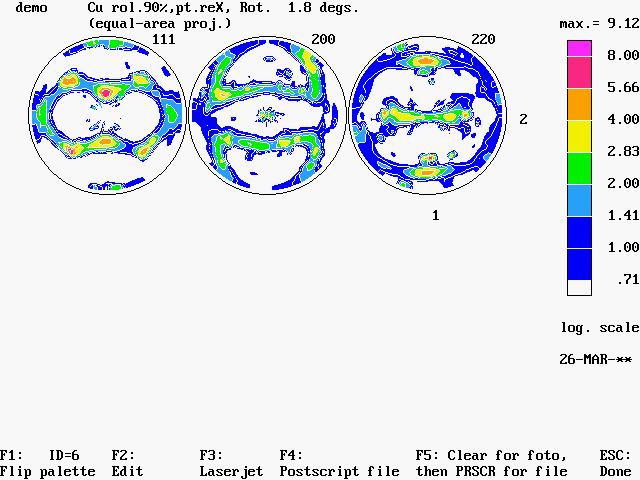 demo Cu rol.90%,pt.reX, Rot. 1.8 degs.
(equal-area proj.)
max.= 9.12
111 200 220
8.00
5.66
4.00
2
2.83
2.00
1.41
1
1.00
.71
log. scale
26-MAR-**
F1: ID=6 F2: F3: F4: F5: Clear for foto, ESC:
Flip palette Edit Laserjet Postscript file then PRSCR for file Done